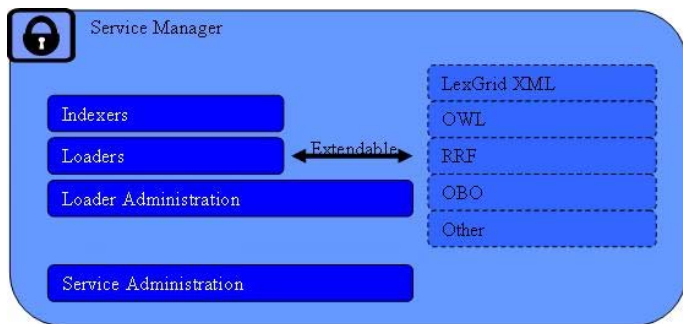 Service Manager
LexGrid XML
Indexers
OWL
Loaders
Extendable
RRF
Loader Administration
OBO
Other
Service Administration